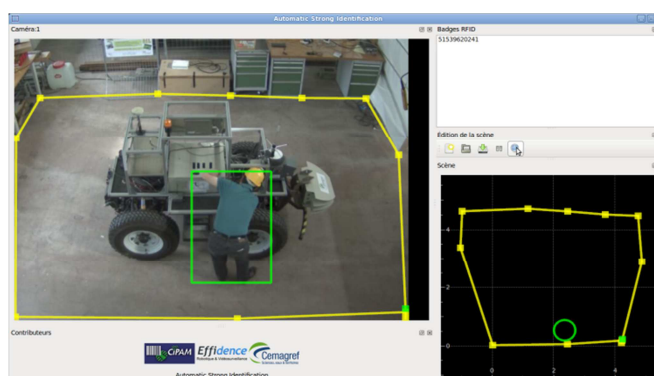 Automatic Strong Identification
Caméra:1
Badges RFID
51539620241
Edition de la scène
Scène
4
2
0
0
2
4
Contributeurs
CiPAM Effidence Cemagref
Automatic Strong Identification